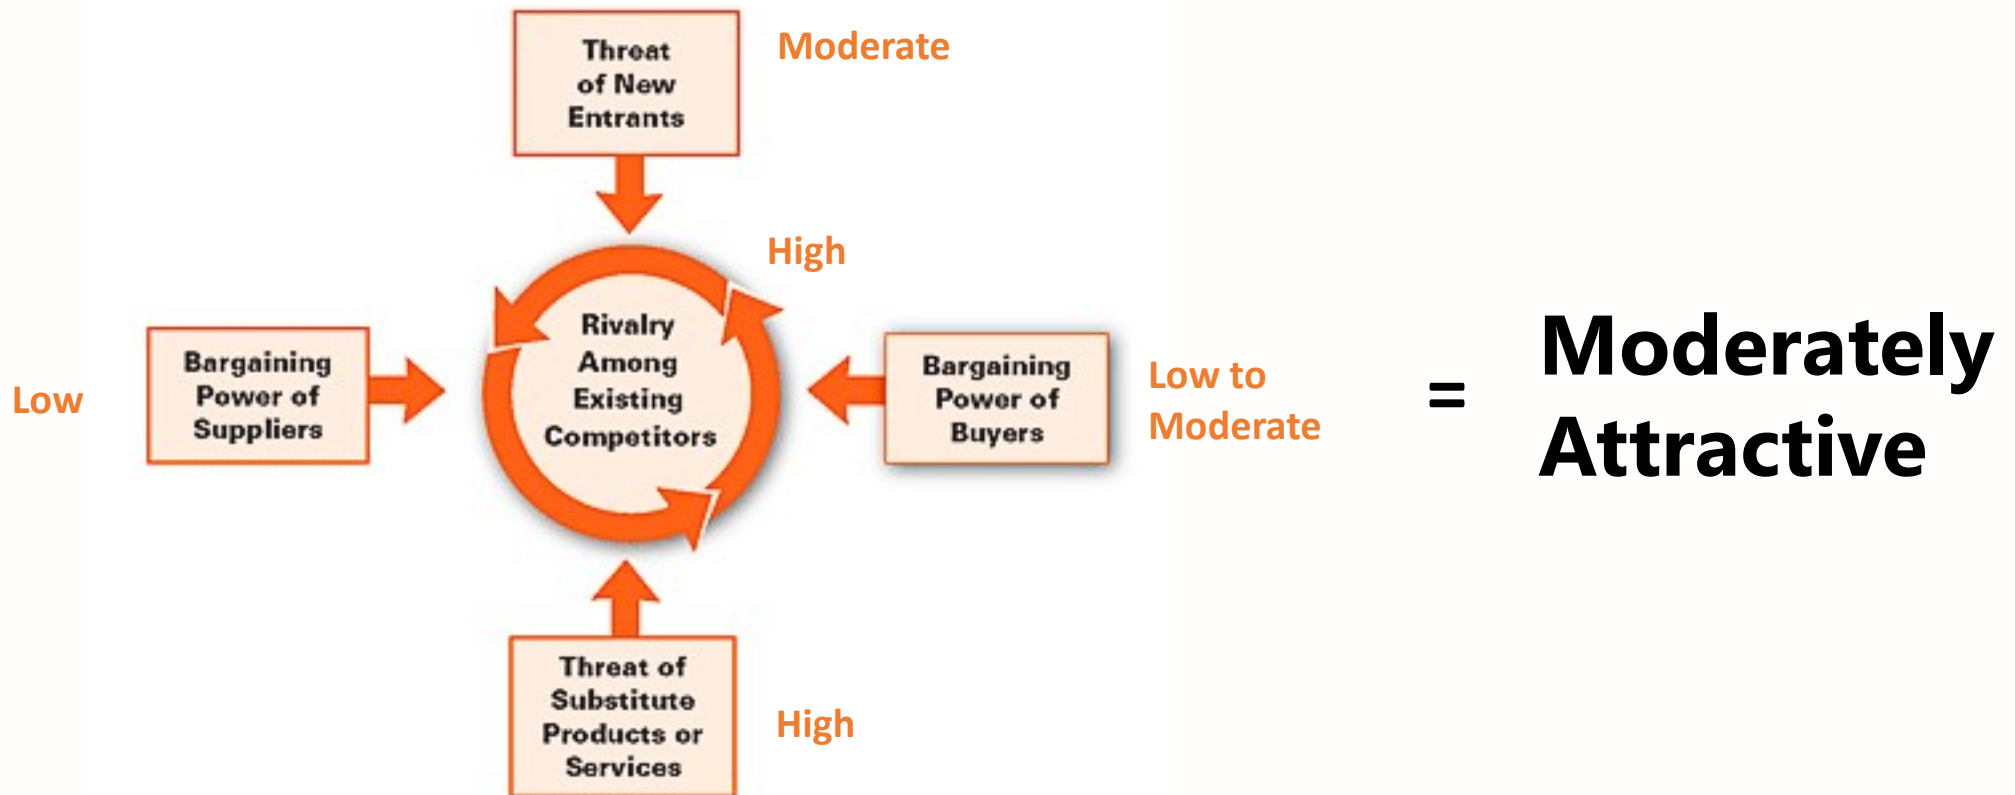 Threat
of New
Entrants
Moderate
High
Rivalry
Among
Existing
Competitors
Low
Bargaining
Power of
Suppliers
Bargaining
Power of
Buyers
Low to
Moderate
=
Moderately
Attractive
Threat of
Substitute
Products or
Services
High